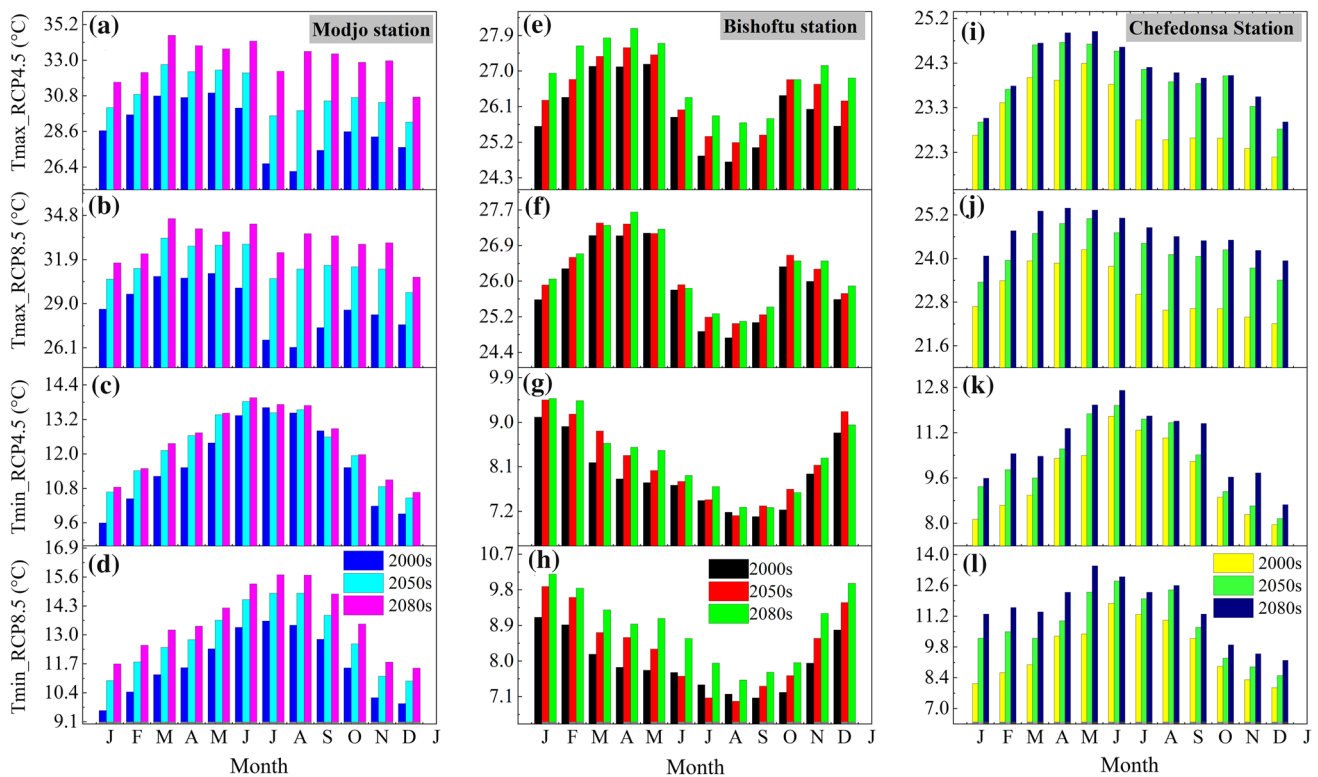 (a) Modjo station
Tmax_RCP4.5 (°C)
35.2
33.0
30.8
28.6
26.4
(b)
Tmax_RCP8.5 (°C)
34.8
31.9
29.0
26.1
(c)
Tmin_RCP4.5 (°C)
14.4
13.2
12.0
10.8
9.6
(d)
Tmin_RCP8.5 (°C)
16.9
15.6
14.3
13.0
11.7
10.4
9.1
2000s
2050s
2080s
J F M A M J J A S O N D J
Month
(e) Bishoftu station
27.9
27.0
26.1
25.2
24.3
(f)
27.7
26.9
26.0
25.2
24.4
(g)
9.9
9.0
8.1
7.2
(h)
10.7
9.8
8.9
8.0
7.1
2000s
2050s
2080s
J F M A M J J A S O N D J
Month
(i) Chefedonsa Station
25.2
24.3
23.3
22.3
(j)
25.2
24.0
22.8
21.6
(k)
12.8
11.2
9.6
8.0
(l)
14.0
12.6
11.2
9.8
8.4
7.0
2000s
2050s
2080s
J F M A M J J A S O N D J
Month